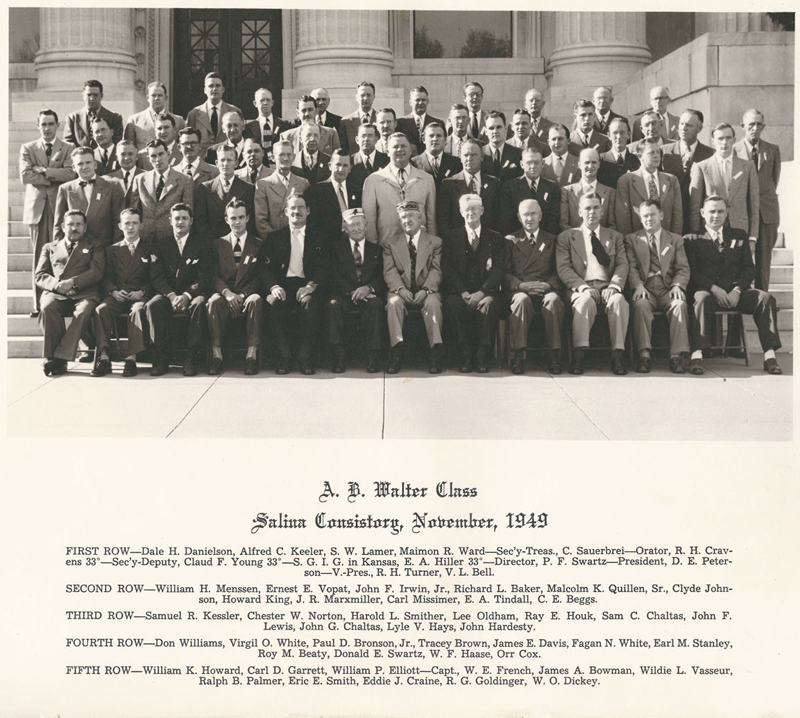 A. B. Walter Class
Salina Consistory, November, 1949
FIRST ROW—Dale H. Danielson, Alfred C. Keeler, S. W. Lamer, Maimon R. Ward—Sec'y-Treas., C. Sauerbrei—Orator, R. H. Crav-
ens 33°—Sec'y-Deputy, Claud F. Young 33°—S. G. I. G. in Kansas, E. A. Hiller 33°—Director, P. F. Swartz—President, D. E. Peter-
son—V.-Pres., R. H. Turner, V. L. Bell.
SECOND ROW—William H. Menssen, Ernest E. Vopat, John F. Irwin, Jr., Richard L. Baker, Malcolm K. Quillen, Sr., Clyde John-
son, Howard King, J. R. Marxmiller, Carl Missimer, E. A. Tindall, C. E. Beggs.
THIRD ROW—Samuel R. Kessler, Chester W. Norton, Harold L. Smither, Lee Oldham, Ray E. Houk, Sam C. Chaltas, John F.
Lewis, John G. Chaltas, Lyle V. Hays, John Hardesty.
FOURTH ROW—Don Williams, Virgil O. White, Paul D. Bronson, Jr., Tracey Brown, James E. Davis, Fagan N. White, Earl M. Stanley,
Roy M. Beaty, Donald E. Swartz, W. F. Haase, Orr Cox.
FIFTH ROW—William K. Howard, Carl D. Garrett, William P. Elliott—Capt., W. E. French, James A. Bowman, Wildie L. Vasseur,
Ralph B. Palmer, Eric E. Smith, Eddie J. Craine, R. G. Goldinger, W. O. Dickey.